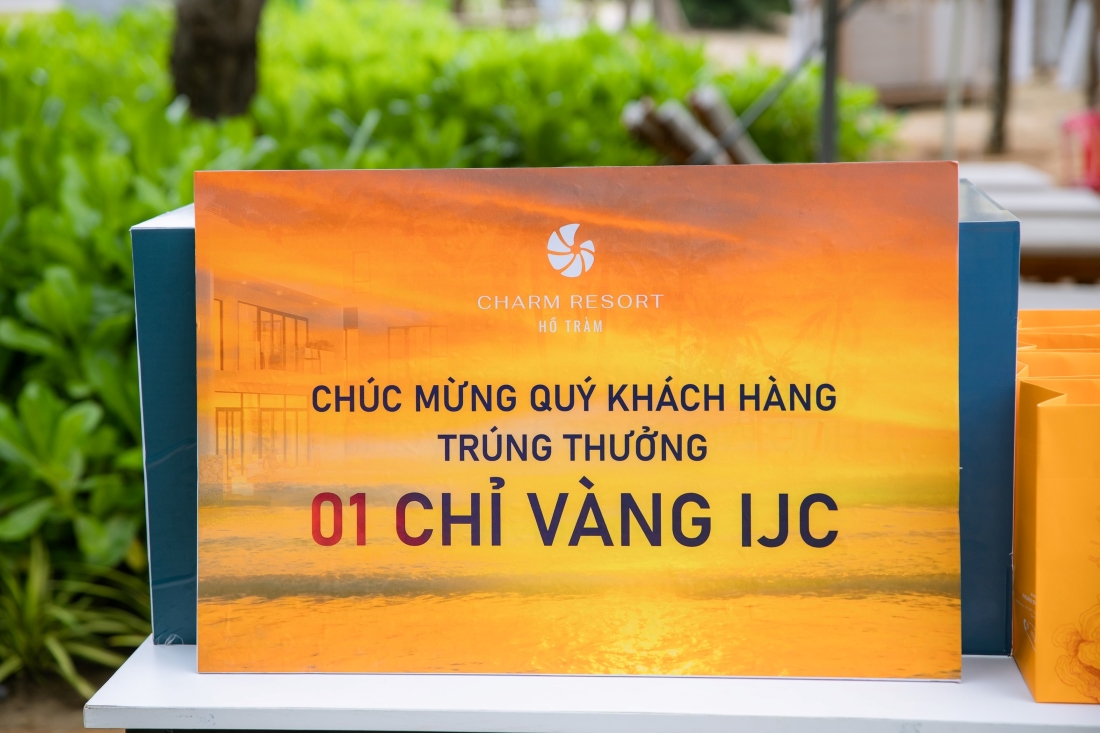 CHARM RESORT
HỒ TRÀM
CHÚC MỪNG QUÝ KHÁCH HÀNG
TRÚNG THƯỞNG
01 CHỈ VÀNG IJC